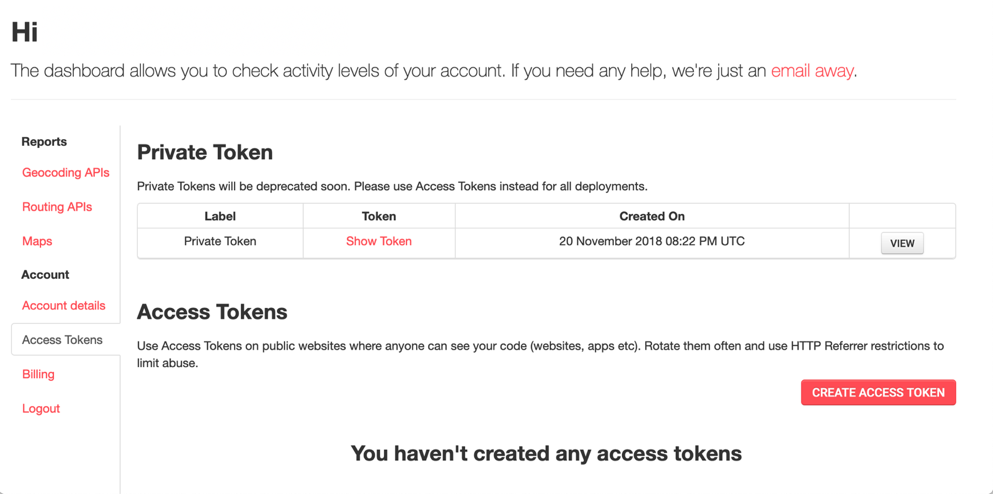 Hi
The dashboard allows you to check activity levels of your account. If you need any help, we're just an email away.
Reports
Geocoding APIs
Routing APIs
Maps
Account
Account details
Access Tokens
Billing
Logout
Private Token
Private Tokens will be deprecated soon. Please use Access Tokens instead for all deployments.
Label Token Created On
Private Token Show Token 20 November 2018 08:22 PM UTC VIEW
Access Tokens
Use Access Tokens on public websites where anyone can see your code (websites, apps etc). Rotate them often and use HTTP Referrer restrictions to
limit abuse.
CREATE ACCESS TOKEN
You haven't created any access tokens